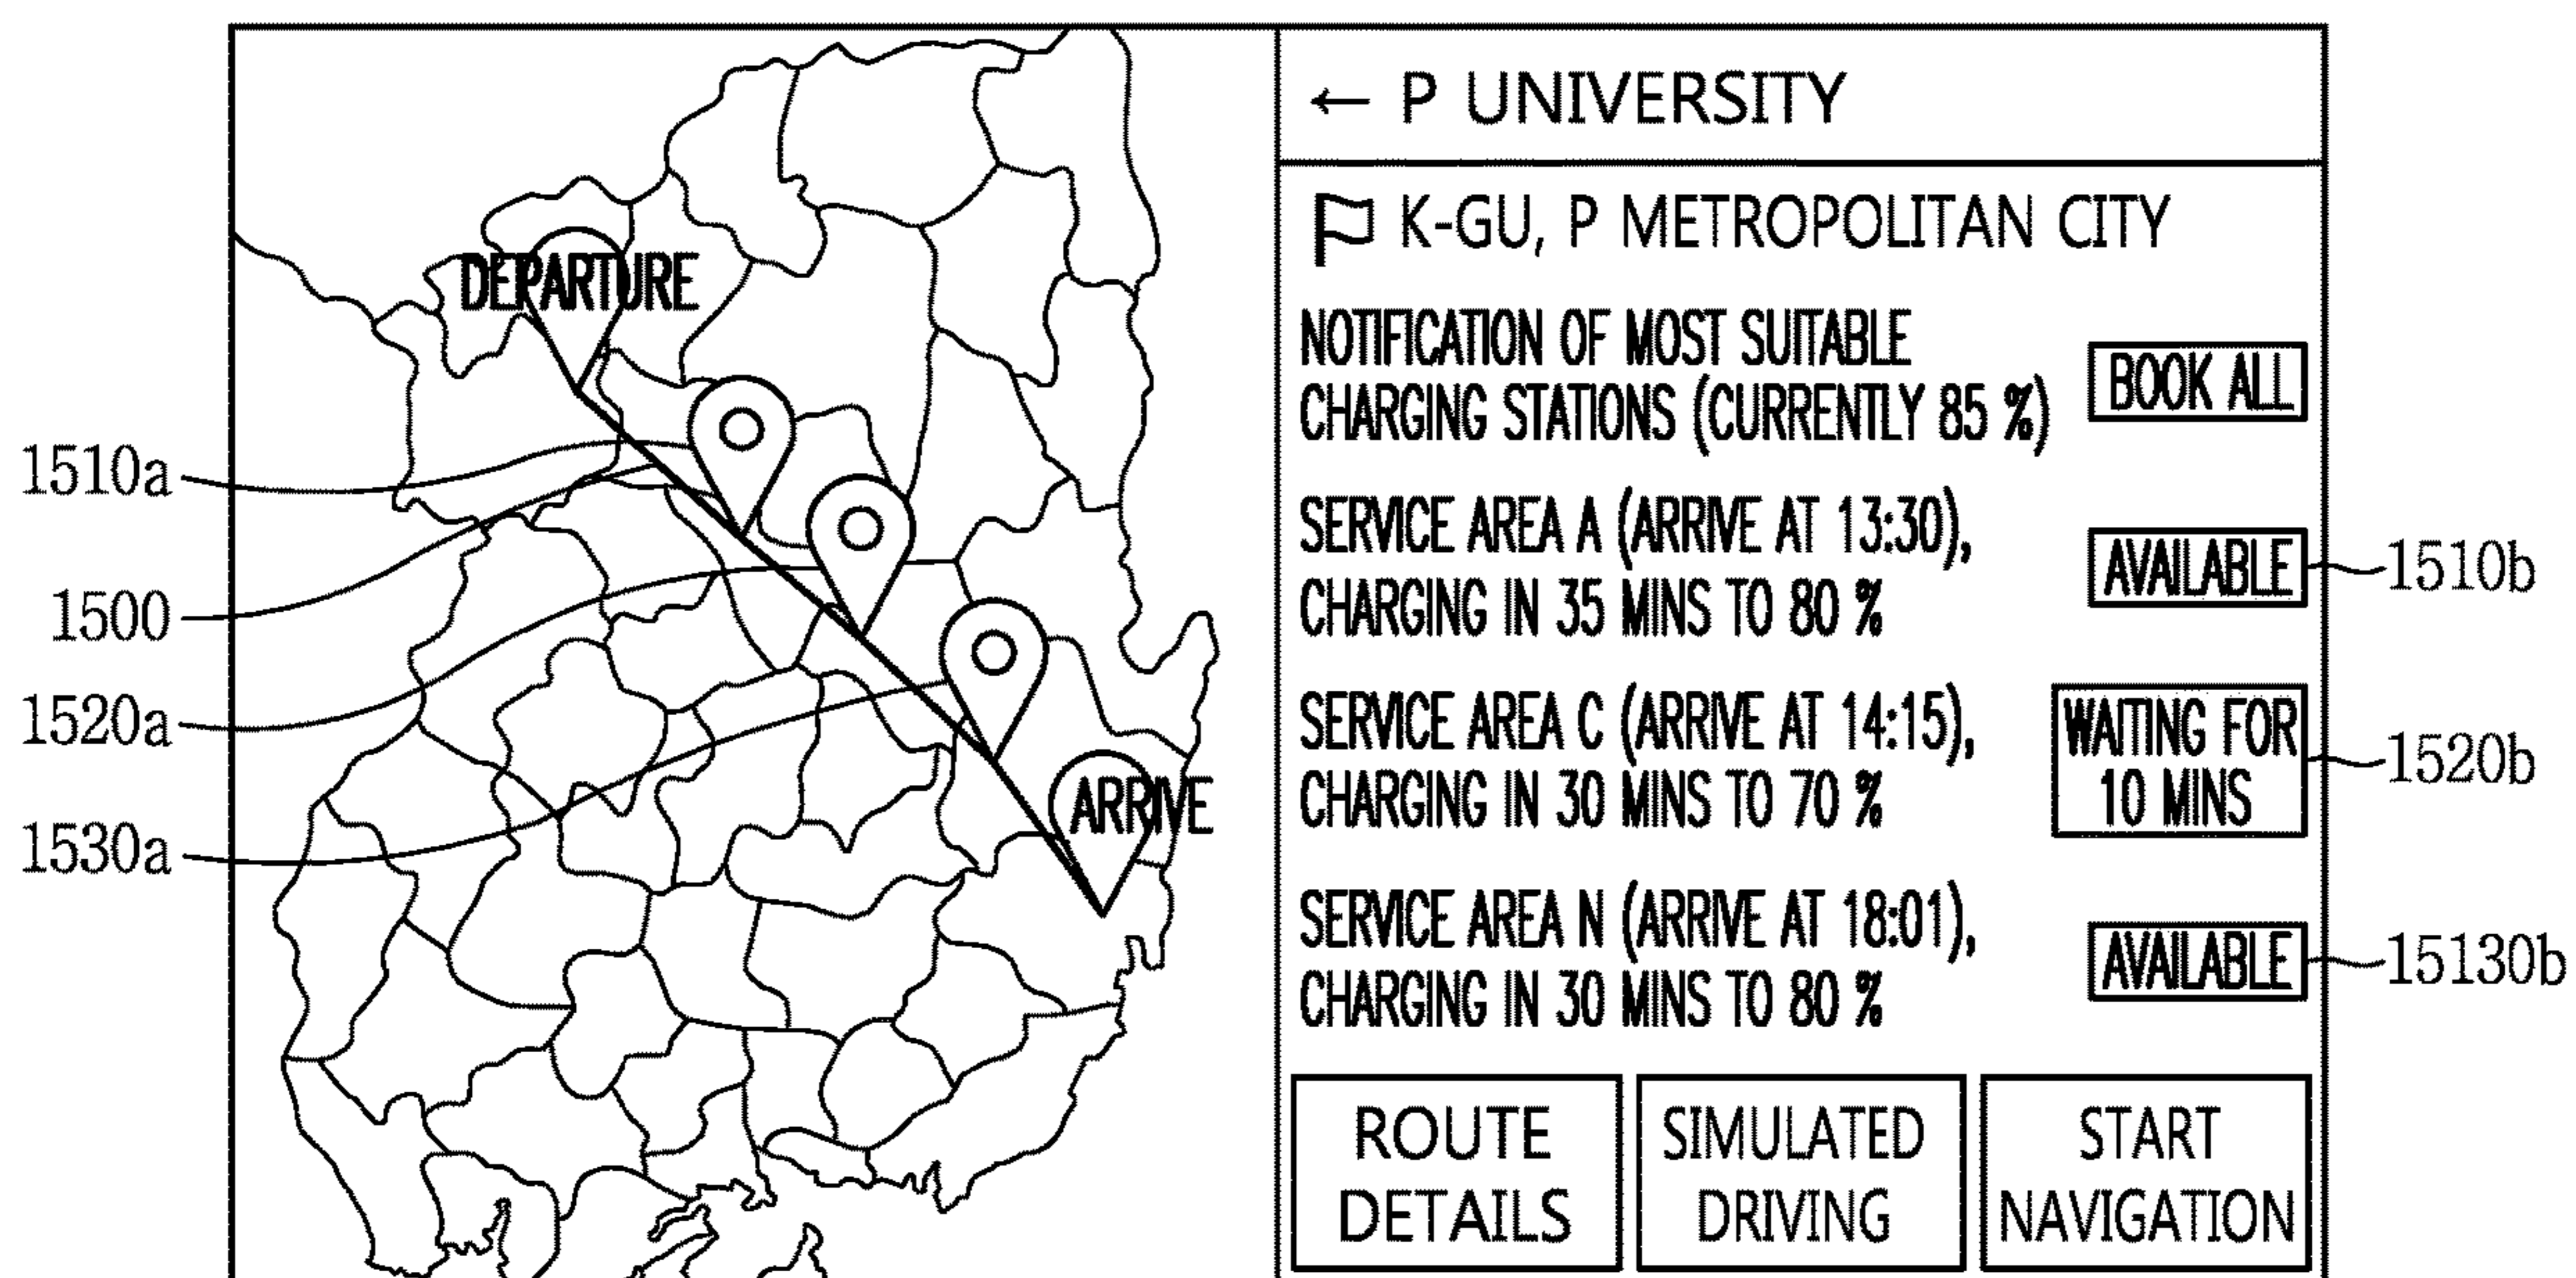 DEPARTURE
ARRIVE
1510a
1500
1520a
1530a
← P UNIVERSITY
K-GU, P METROPOLITAN CITY
NOTIFICATION OF MOST SUITABLE
CHARGING STATIONS (CURRENTLY 85 %)
BOOK ALL
SERVICE AREA A (ARRIVE AT 13:30),
CHARGING IN 35 MINS TO 80 %
AVAILABLE
1510b
SERVICE AREA C (ARRIVE AT 14:15),
CHARGING IN 30 MINS TO 70 %
WAITING FOR
10 MINS
1520b
SERVICE AREA N (ARRIVE AT 18:01),
CHARGING IN 30 MINS TO 80 %
AVAILABLE
15130b
ROUTE
DETAILS
SIMULATED
DRIVING
START
NAVIGATION